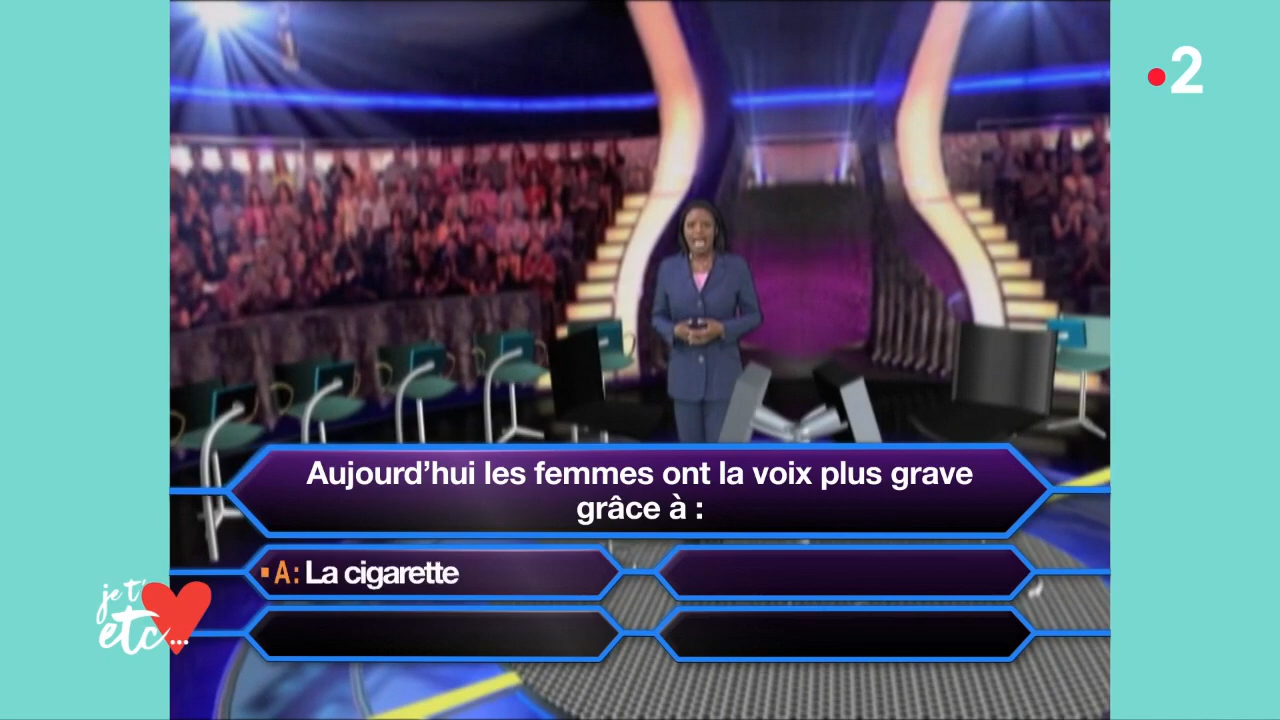 2
Aujourd’hui les femmes ont la voix plus grave
grâce à :
A: La cigarette
je t'
etc...